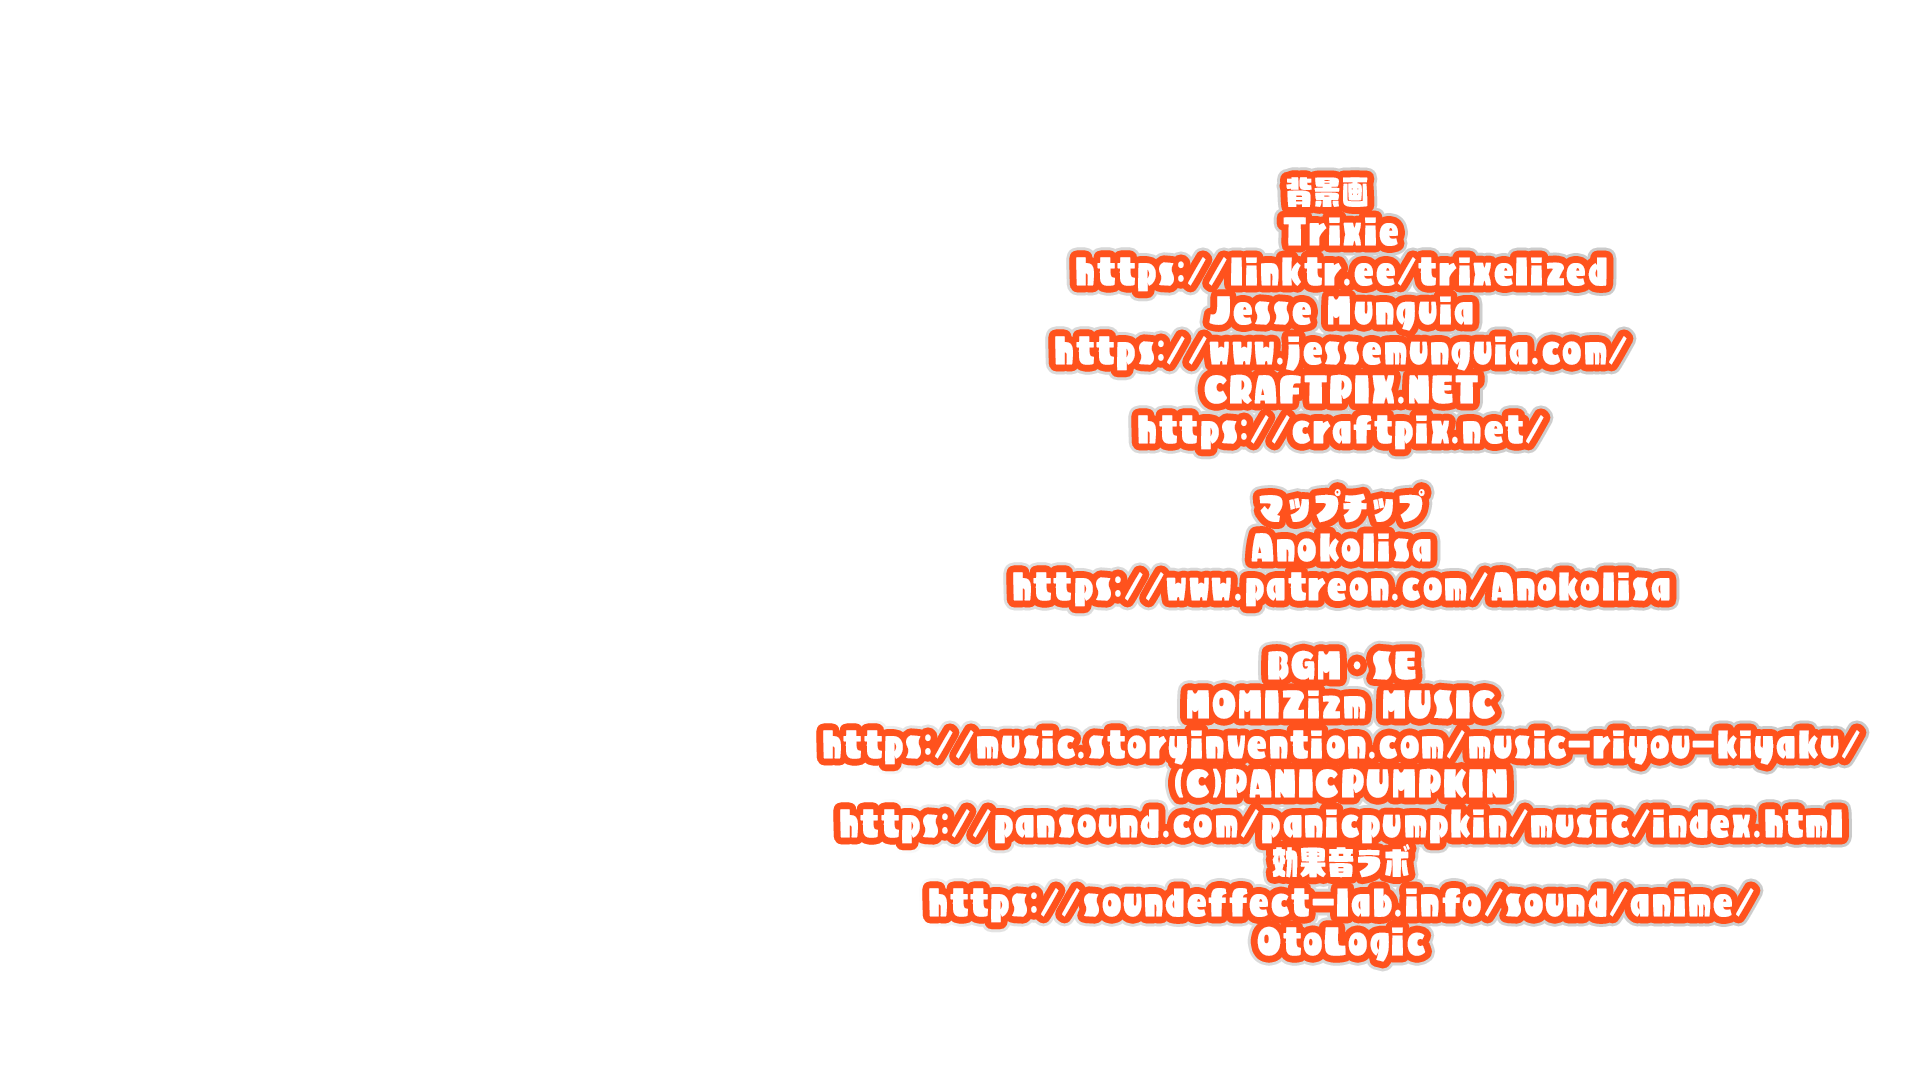 背景画
Trixie
https://linktr.ee/trixelized
Jesse Munguia
https://www.jessemunguia.com/
CRAFTPIX.NET
https://craftpix.net/
マップチップ
Anokolisa
https://www.patreon.com/Anokolisa
BGM・SE
MOMIZizm MUSIC
https://music.storyinvention.com/music-riyou-kiyaku/
(C)PANICPUMPKIN
https://pansound.com/panicpumpkin/music/index.html
効果音ラボ
https://soundeffect-lab.info/sound/anime/
OtoLogic